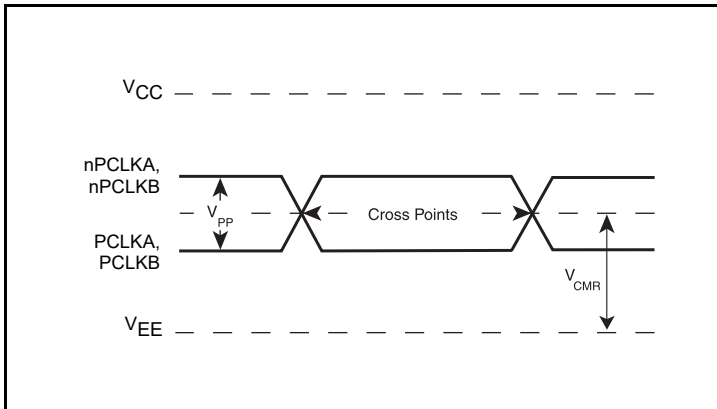 VCC
nPCLKA,
nPCLKB
VPP
Cross Points
PCLKA,
PCLKB
VCMR
VEE